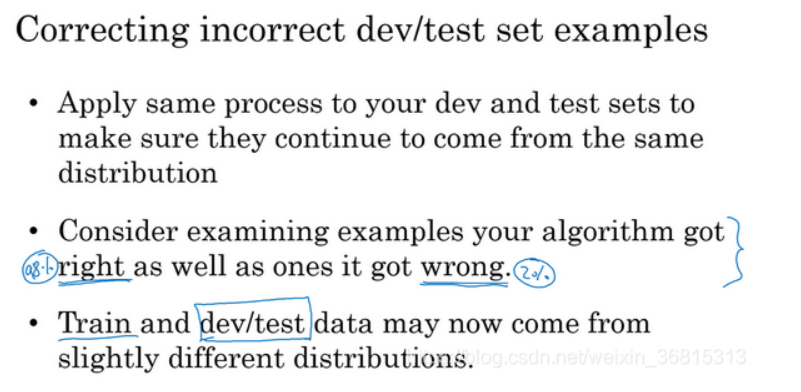 Correcting incorrect dev/test set examples
• Apply same process to your dev and test sets to
make sure they continue to come from the same
distribution
• Consider examining examples your algorithm got
98% right as well as ones it got wrong. 2%
• Train and dev/test data may now come from
slightly different distributions.
blog.csdn.net/weixin_36815313